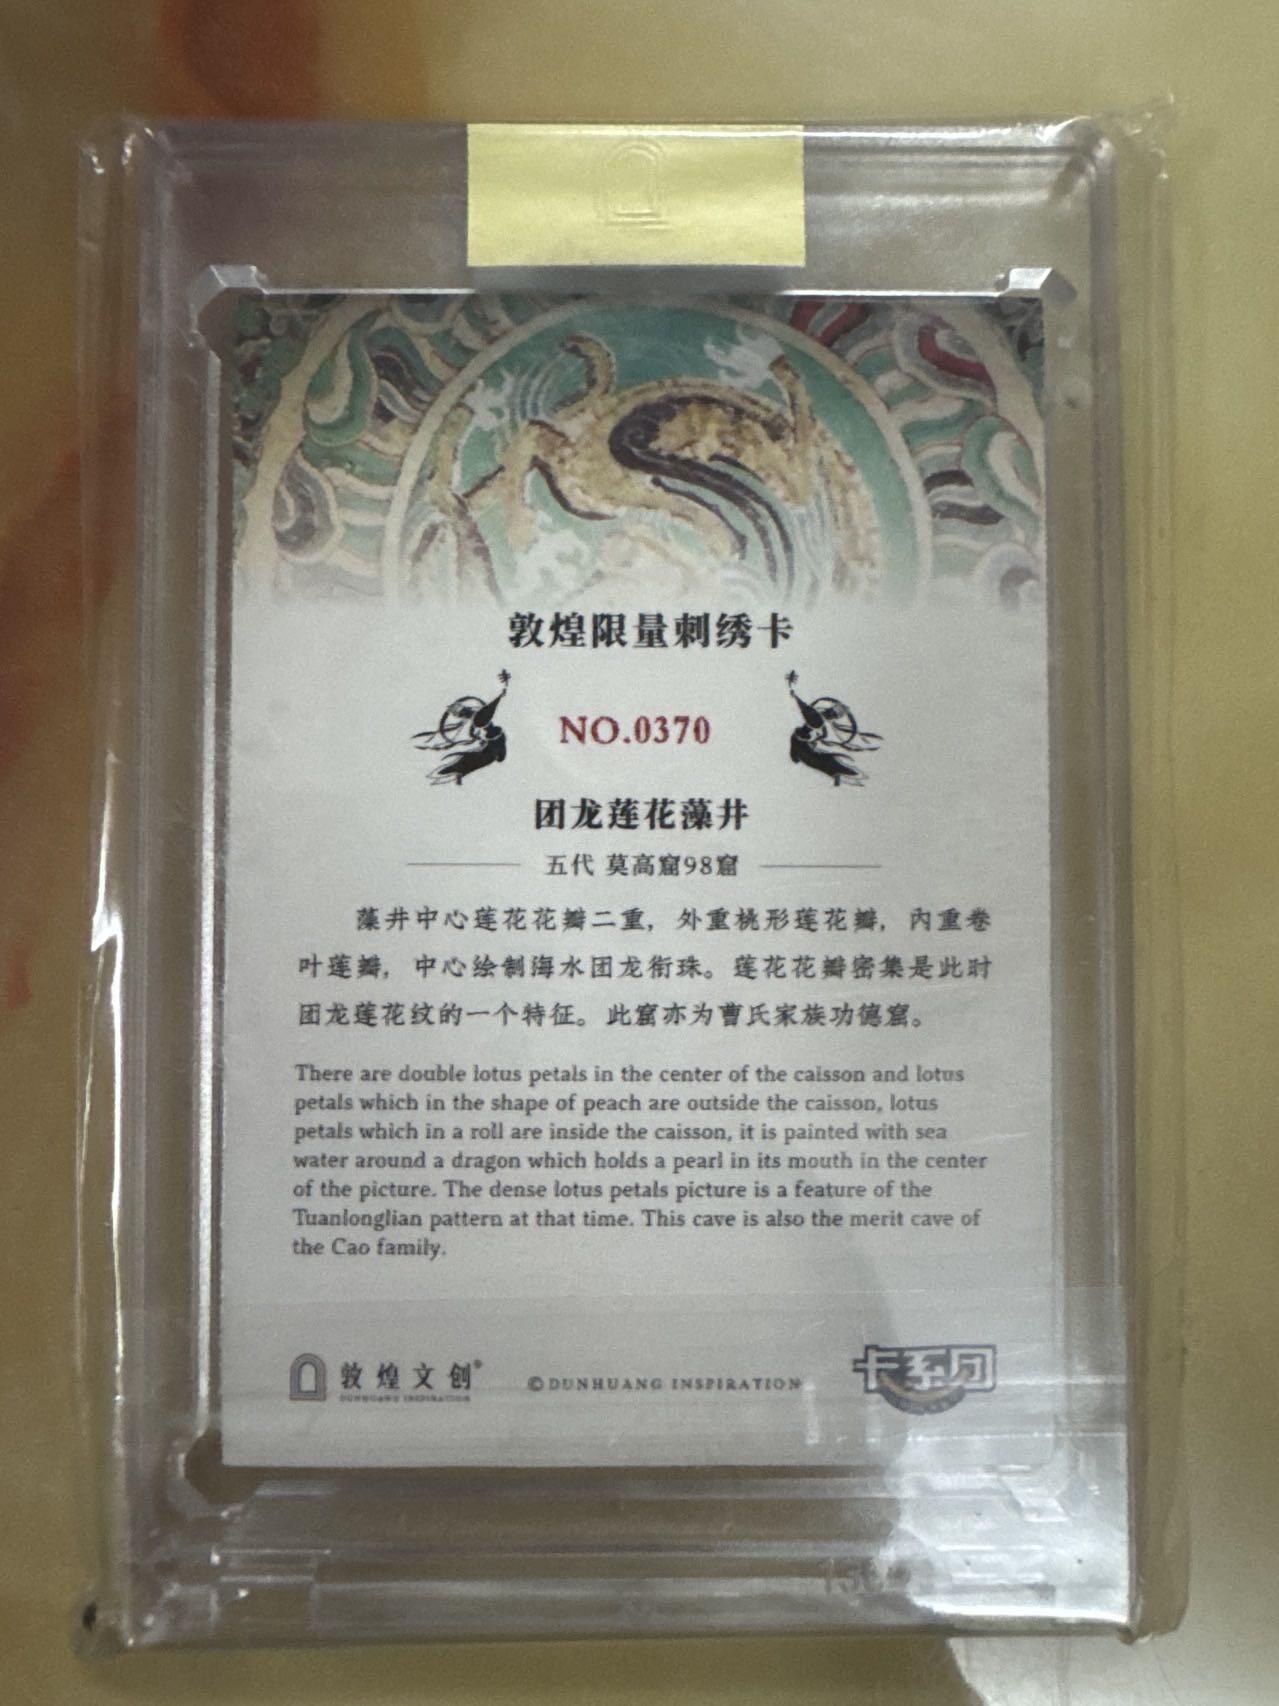 敦煌限量刺绣卡
NO.0370
团龙莲花藻井
五代 莫高窟98窟
藻井中心莲花花瓣二重，外重桃形莲花瓣，内重卷
叶莲瓣，中心绘制海水团龙衔珠。莲花花瓣密集是此时
团龙莲花纹的一个特征。此窟亦为曹氏家族功德窟。
There are double lotus petals in the center of the caisson and lotus
petals which in the shape of peach are outside the caisson, lotus
petals which in a roll are inside the caisson, it is painted with sea
water around a dragon which holds a pearl in its mouth in the center
of the picture. The dense lotus petals picture is a feature of the
Tuanlonglian pattern at that time. This cave is also the merit cave of
the Cao family.
敦煌文创®
DUNHUANG INSPIRATION
©DUNHUANG INSPIRATION